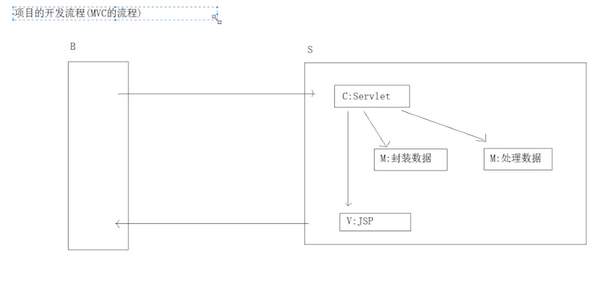 项目的开发流程(MVC的流程)
B
S
C:Servlet
M:封装数据
M:处理数据
V:JSP